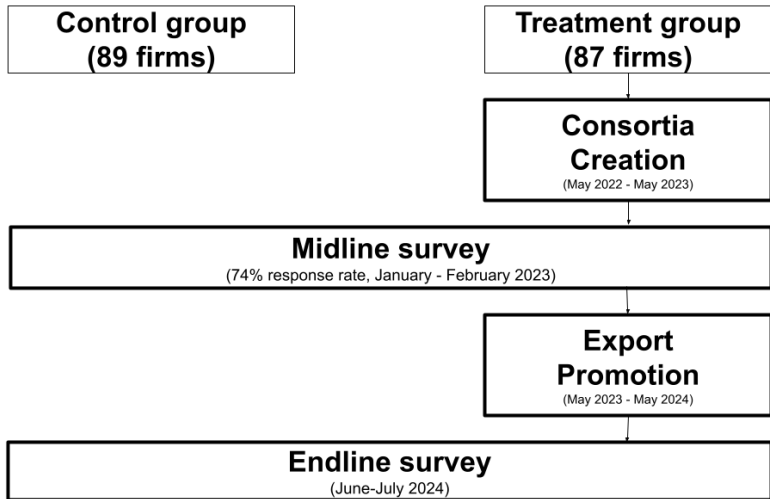 Control group
(89 firms)
Treatment group
(87 firms)
Consortia
Creation
(May 2022 - May 2023)
Midline survey
(74% response rate, January - February 2023)
Export
Promotion
(May 2023 - May 2024)
Endline survey
(June-July 2024)